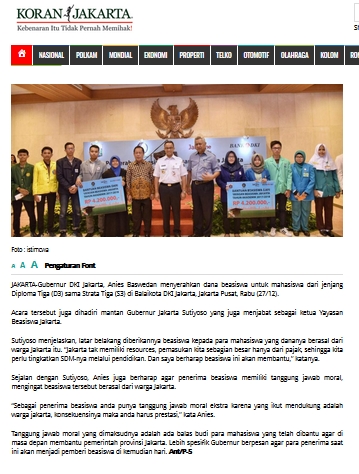 KORAN JAKARTA
Kebenaran Itu Tidak Pernah Memihak!
NASIONAL POLKAM MONDIAL EKONOMI PROPERTI TELKO OTOMOTIF OLAHRAGA KOLOM
BANK DKI
RP 6.200.000,-
RP 6.200.000,-
Foto : istimewa
A A A Pengaturan Font
JAKARTA-Gubernur DKI Jakarta, Anies Baswedan menyerahkan dana beasiswa untuk mahasiswa dari jenjang
Diploma Tiga (D3) sama Strata Tiga (S3) di Balaikota DKI Jakarta, Jakarta Pusat, Rabu (27/12).
Acara tersebut juga dihadiri mantan Gubernur Jakarta Sutiyoso yang juga menjabat sebagai ketua Yayasan
Beasiswa Jakarta.
Sutiyoso menjelaskan, latar belakang diberikannya beasiswa kepada para mahasiswa yang dananya berasal dari
warga Jakarta itu. "Jakarta tak memiliki resources, pemasukan kita sebagian besar hanya dari pajak, sehingga kita
perlu tingkatkan SDM-nya melalui pendidikan. Dan saya berharap beasiswa ini akan membantu," katanya.
Sejalan dengan Sutiyoso, Anies juga berharap agar penerima beasiswa memiliki tanggung jawab moral,
mengingat beasiswa tersebut berasal dari warga Jakarta.
"Sebagai penerima beasiswa anda punya tanggung jawab moral ekstra karena yang ikut mendukung adalah
warga Jakarta, konsekuensinya maka anda harus prestasi," kata Anies.
Tanggung jawab moral yang dimaksudnya adalah ada balas budi para mahasiswa yang telah dibantu agar di
masa depan membantu pemerintah provinsi Jakarta. Lebih spesifik Gubernur berpesan agar para penerima saat
ini akan menjadi pemberi beasiswa di kemudian hari. Ant/P-5